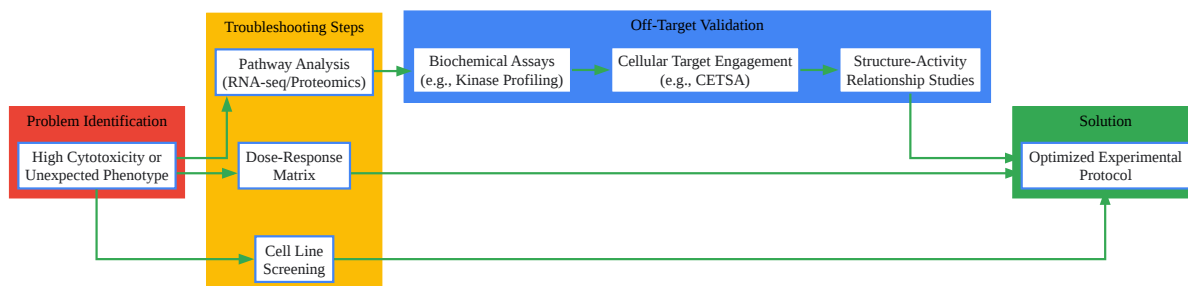 Problem Identification
High Cytotoxicity or
Unexpected Phenotype
Troubleshooting Steps
Pathway Analysis
(RNA-seq/Proteomics)
Dose-Response
Matrix
Cell Line
Screening
Off-Target Validation
Biochemical Assays
(e.g., Kinase Profiling)
Cellular Target Engagement
(e.g., CETSA)
Structure-Activity
Relationship Studies
Solution
Optimized Experimental
Protocol